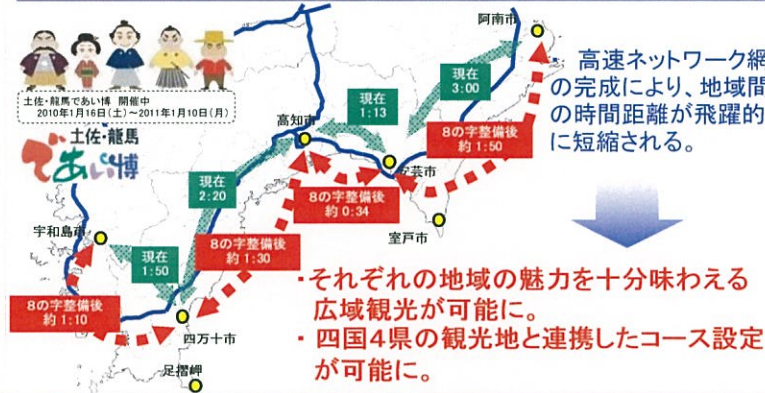 土佐・龍馬であい博 開催中
2010年1月16日(土)~2011年1月10日(月)
土佐・龍馬
であい博
阿南市
高速ネットワーク網
の完成により、地域間
の時間距離が飛躍的
に短縮される。
現在
3:00
高知市
現在
1:13
8の字整備後
約 1:50
安芸市
現在
2:20
8の字整備後
約 0:34
室戸市
宇和島市
現在
1:50
8の字整備後
約 1:30
8の字整備後
約 1:10
四万十市
足摺岬
・それぞれの地域の魅力を十分味わえる
広域観光が可能に。
・四国4県の観光地と連携したコース設定
が可能に。